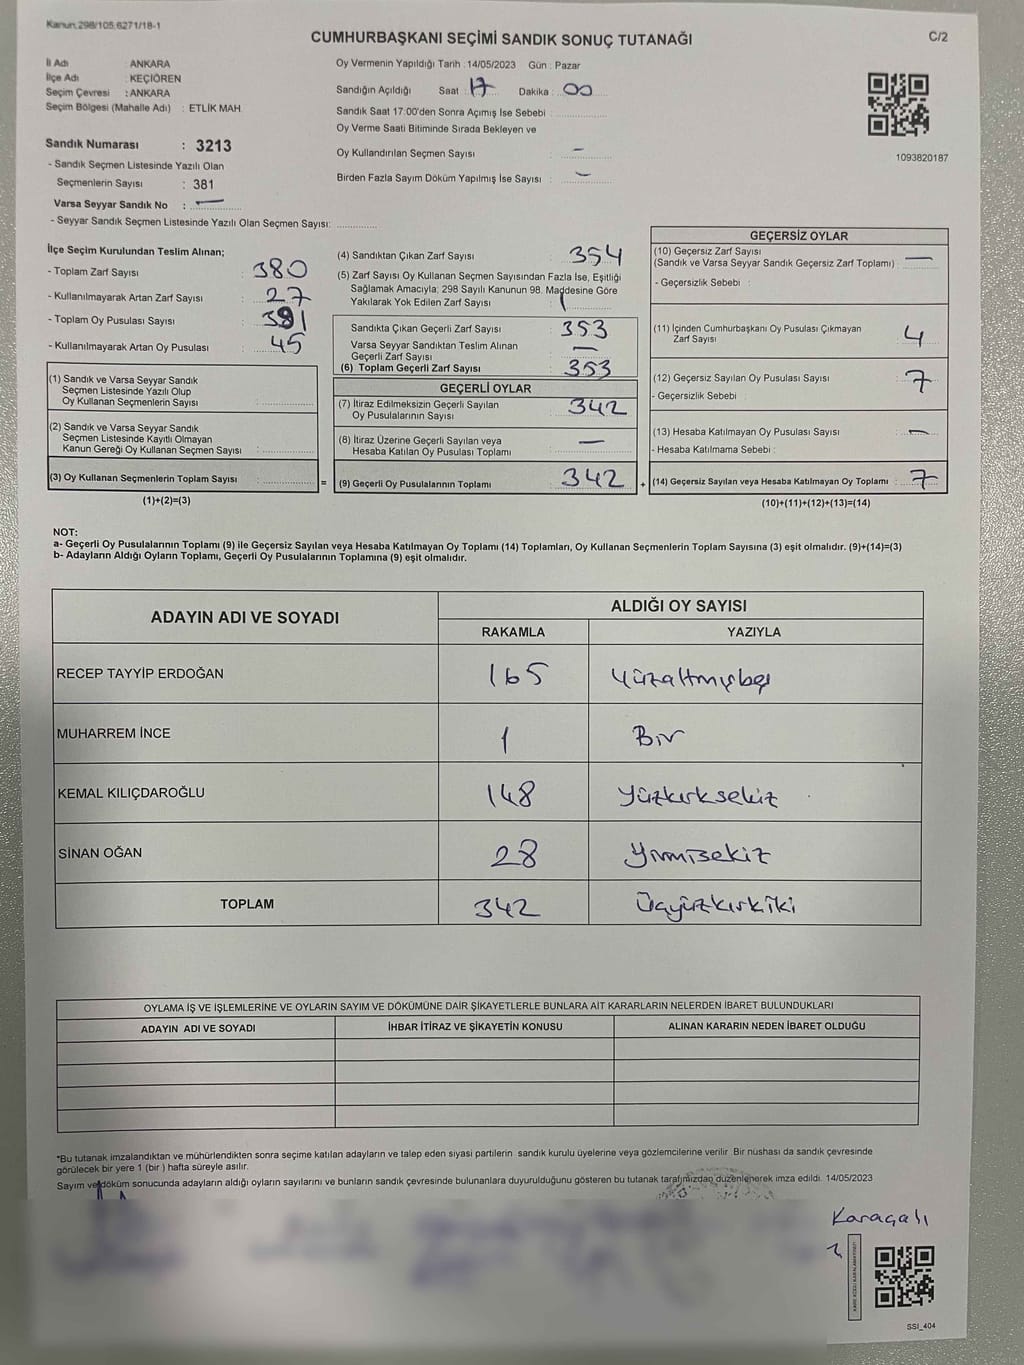 Kanun;298/105;6271/18-1
CUMHURBAŞKANI SEÇİMİ SANDIK SONUÇ TUTANAĞI
C/2
İl Adı : ANKARA
İlçe Adı : KEÇİÖREN
Seçim Çevresi : ANKARA
Seçim Bölgesi (Mahalle Adı) : ETLİK MAH.
Sandık Numarası : 3213
- Sandık Seçmen Listesinde Yazılı Olan
Seçmenlerin Sayısı : 381
Varsa Seyyar Sandık No : —
- Seyyar Sandık Seçmen Listesinde Yazılı Olan Seçmen Sayısı:
Oy Vermenin Yapıldığı Tarih : 14/05/2023 Gün : Pazar
Sandığın Açıldığı Saat : 17 Dakika : 00
Sandık Saat 17:00'den Sonra Açımış İse Sebebi :
Oy Verme Saati Bitiminde Sırada Bekleyen ve
Oy Kullandırılan Seçmen Sayısı : —
Birden Fazla Sayım Döküm Yapılmış İse Sayısı : —
1093820187
İlçe Seçim Kurulundan Teslim Alınan;
- Toplam Zarf Sayısı : 380
- Kullanılmayarak Artan Zarf Sayısı : 27
- Toplam Oy Pusulası Sayısı : 391
- Kullanılmayarak Artan Oy Pusulası : 45
(1) Sandık ve Varsa Seyyar Sandık
Seçmen Listesinde Yazılı Olup
Oy Kullanan Seçmenlerin Sayısı :
(2) Sandık ve Varsa Seyyar Sandık
Seçmen Listesinde Kayıtlı Olmayan
Kanun Gereği Oy Kullanan Seçmen Sayısı :
(3) Oy Kullanan Seçmenlerin Toplam Sayısı :
(1)+(2)=(3)
(4) Sandıktan Çıkan Zarf Sayısı : 354
(5) Zarf Sayısı Oy Kullanan Seçmen Sayısından Fazla İse, Eşitliği
Sağlamak Amacıyla; 298 Sayılı Kanunun 98. Maddesine Göre
Yakılarak Yok Edilen Zarf Sayısı : 1
Sandıkta Çıkan Geçerli Zarf Sayısı : 353
Varsa Seyyar Sandıktan Teslim Alınan
Geçerli Zarf Sayısı : —
(6) Toplam Geçerli Zarf Sayısı : 353
GEÇERLİ OYLAR
(7) İtiraz Edilmeksizin Geçerli Sayılan
Oy Pusulalarının Sayısı : 342
(8) İtiraz Üzerine Geçerli Sayılan veya
Hesaba Katılan Oy Pusulası Toplamı : —
= (9) Geçerli Oy Pusulalarının Toplamı : 342 +
GEÇERSİZ OYLAR
(10) Geçersiz Zarf Sayısı
(Sandık ve Varsa Seyyar Sandık Geçersiz Zarf Toplamı) : —
- Geçersizlik Sebebi :
(11) İçinden Cumhurbaşkanı Oy Pusulası Çıkmayan
Zarf Sayısı : 4
(12) Geçersiz Sayılan Oy Pusulası Sayısı : 7
- Geçersizlik Sebebi :
(13) Hesaba Katılmayan Oy Pusulası Sayısı : —
- Hesaba Katılmama Sebebi :
(14) Geçersiz Sayılan veya Hesaba Katılmayan Oy Toplamı : 7
(10)+(11)+(12)+(13)=(14)
NOT:
a- Geçerli Oy Pusulalarının Toplamı (9) ile Geçersiz Sayılan veya Hesaba Katılmayan Oy Toplamı (14) Toplamları, Oy Kullanan Seçmenlerin Toplam Sayısına (3) eşit olmalıdır. (9)+(14)=(3)
b- Adayların Aldığı Oyların Toplamı, Geçerli Oy Pusulalarının Toplamına (9) eşit olmalıdır.
ADAYIN ADI VE SOYADI
ALDIĞI OY SAYISI
RAKAMLA YAZIYLA
RECEP TAYYİP ERDOĞAN 165 Yüzaltmışbeş
MUHARREM İNCE 1 Bir
KEMAL KILIÇDAROĞLU 148 Yüzkırksekiz
SİNAN OĞAN 28 Yirmisekiz
TOPLAM 342 Üçyüzkırkiki
OYLAMA İŞ VE İŞLEMLERİNE VE OYLARIN SAYIM VE DÖKÜMÜNE DAİR ŞİKAYETLERLE BUNLARA AİT KARARLARIN NELERDEN İBARET BULUNDUKLARI
ADAYIN ADI VE SOYADI İHBAR İTİRAZ VE ŞİKAYETİN KONUSU ALINAN KARARIN NEDEN İBARET OLDUĞU
*Bu tutanak imzalandıktan ve mühürlendikten sonra seçime katılan adayların ve talep eden siyasi partilerin sandık kurulu üyelerine veya gözlemcilerine verilir. Bir nüshası da sandık çevresinde
görülecek bir yere 1 (bir ) hafta süreyle asılır.
Sayım ve döküm sonucunda adayların aldığı oyların sayılarını ve bunların sandık çevresinde bulunanlara duyurulduğunu gösteren bu tutanak tarafımızdan düzenlenerek imza edildi. 14/05/2023
Karaçalı
SSI_404